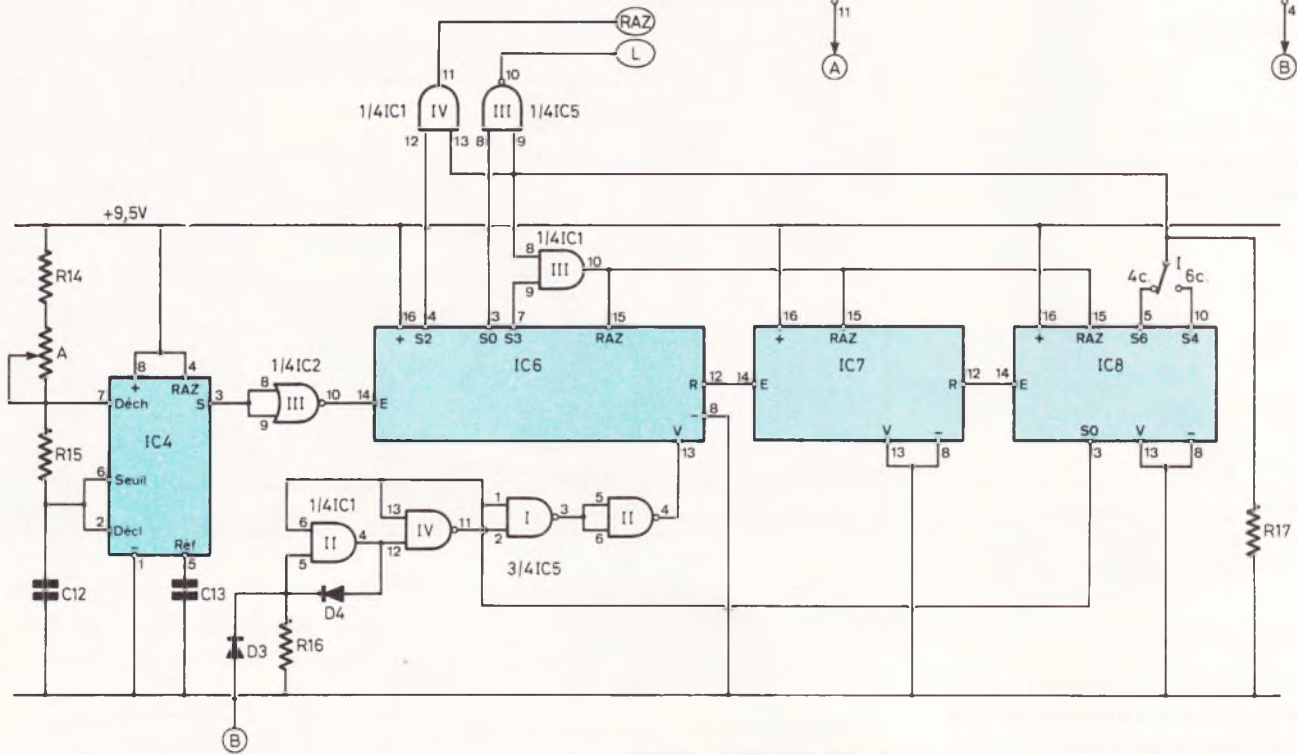 RAZ
L
11
A
4
B
11
10
1/4IC1
IV
III
1/4IC5
12
13
8
9
+9,5V
1/4IC1
8
III
10
9
R14
4c.
I
6c.
16
4
3
7
15
16
15
16
15
5
10
+
S2
S0
S3
RAZ
+
RAZ
+
RAZ
S6
S4
A
8
4
1/4IC2
IC6
IC7
IC8
+
RAZ
8
III
10
14
E
R
12
14
E
R
12
14
E
7
Déch
S
3
9
–
8
IC4
V
V
–
S0
V
–
R15
13
13
8
3
13
8
6
Seuil
1/4IC1
13
1
I
3
5
II
4
6
IV
11
2
6
2
Décl
II
4
12
3/4IC5
–
Réf
5
1
5
R17
C12
C13
D4
D3
R16
B